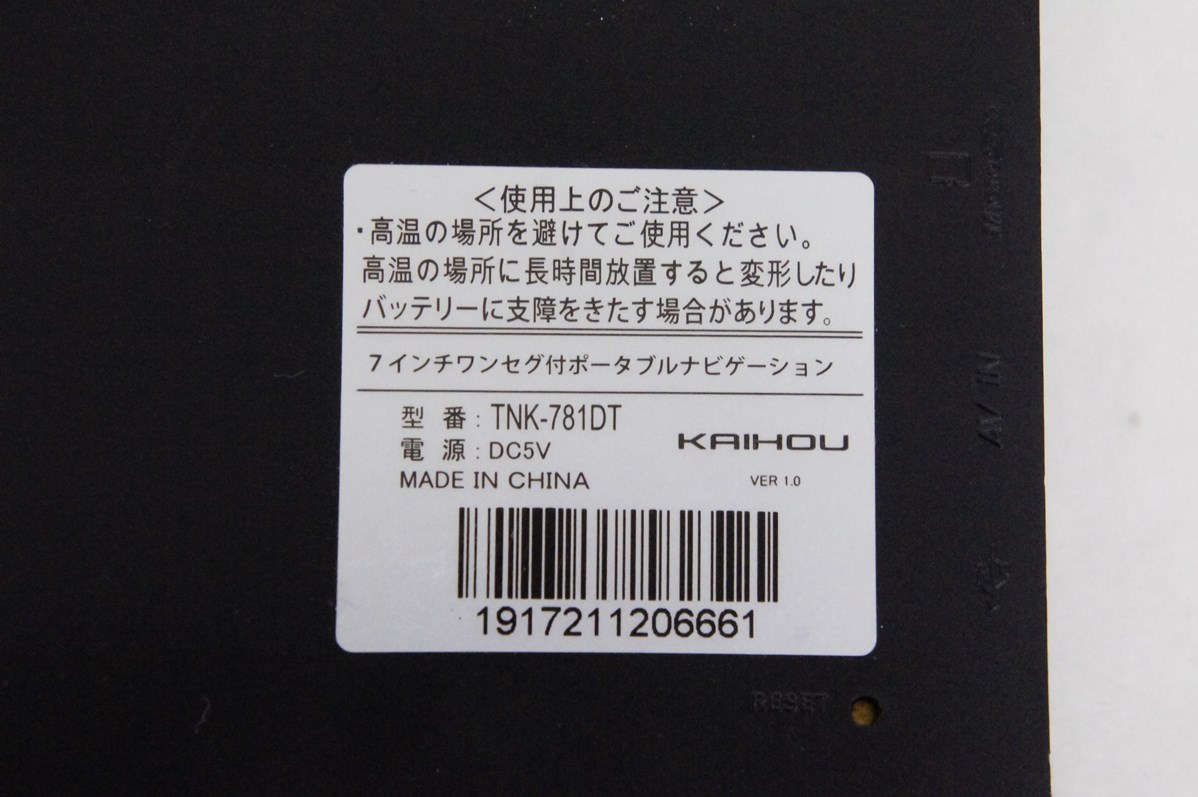 ＜使用上のご注意＞
・高温の場所を避けてご使用ください。
高温の場所に長時間放置すると変形したり
バッテリーに支障をきたす場合があります。
7インチワンセグ付ポータブルナビゲーション
型 番 : TNK-781DT
電 源 : DC5V
KAIHOU
MADE IN CHINA
VER 1.0
1917211206661
RESET
AV IN